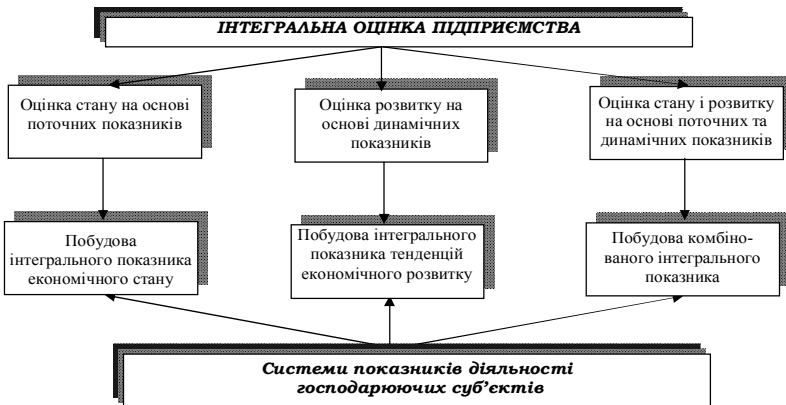 ІНТЕГРАЛЬНА ОЦІНКА ПІДПРИЄМСТВА
Оцінка стану на основі
поточних показників
Оцінка розвитку на
основі динамічних
показників
Оцінка стану і розвитку
на основі поточних та
динамічних показників
Побудова
інтегрального показника
економічного стану
Побудова інтегрального
показника тенденцій
економічного розвитку
Побудова комбіно-
ваного інтегрального
показника
Системи показників діяльності
господарюючих суб’єктів